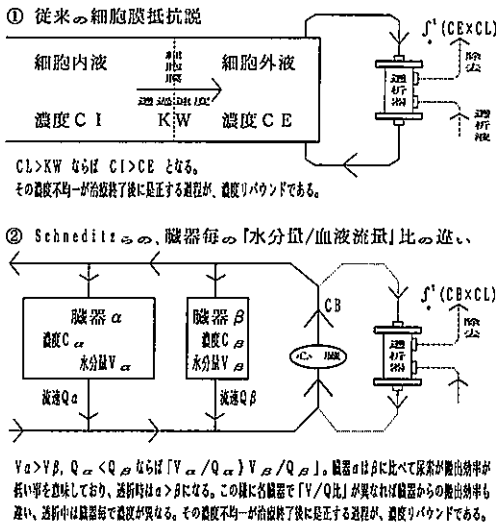 ① 従来の細胞膜抵抗説
∫(CE×CL)
除去
細胞内液
細胞膜
細胞外液
透過速度
透析器
濃度CI
KW
濃度CE
透析液
CL>KW ならば CI>CE となる。
その濃度不均一が治療終了後に是正する過程が、濃度リバウンドである。
② Schneditzらの、臓器毎の「水分量/血液流量」比の違い
∫(CB×CL)
除去
CB
臓器α
濃度Cα
水分量Vα
臓器β
濃度Cβ
水分量Vβ
心臓
透析器
流速Qα
流速Qβ
Vα>Vβ, Qα<Qβ ならば「Vα/Qα} Vβ/Qβ」。臓器αはβに比べて尿素が搬出効率が
低い事を意味しており、透析時はα>βになる。この様に各臓器で「V/Q比」が異なれば臓器からの搬出効率も
違い、透析中は臓器毎で濃度が異なる。その不均一が治療終了後に是正する過程が、濃度リバウンドである。